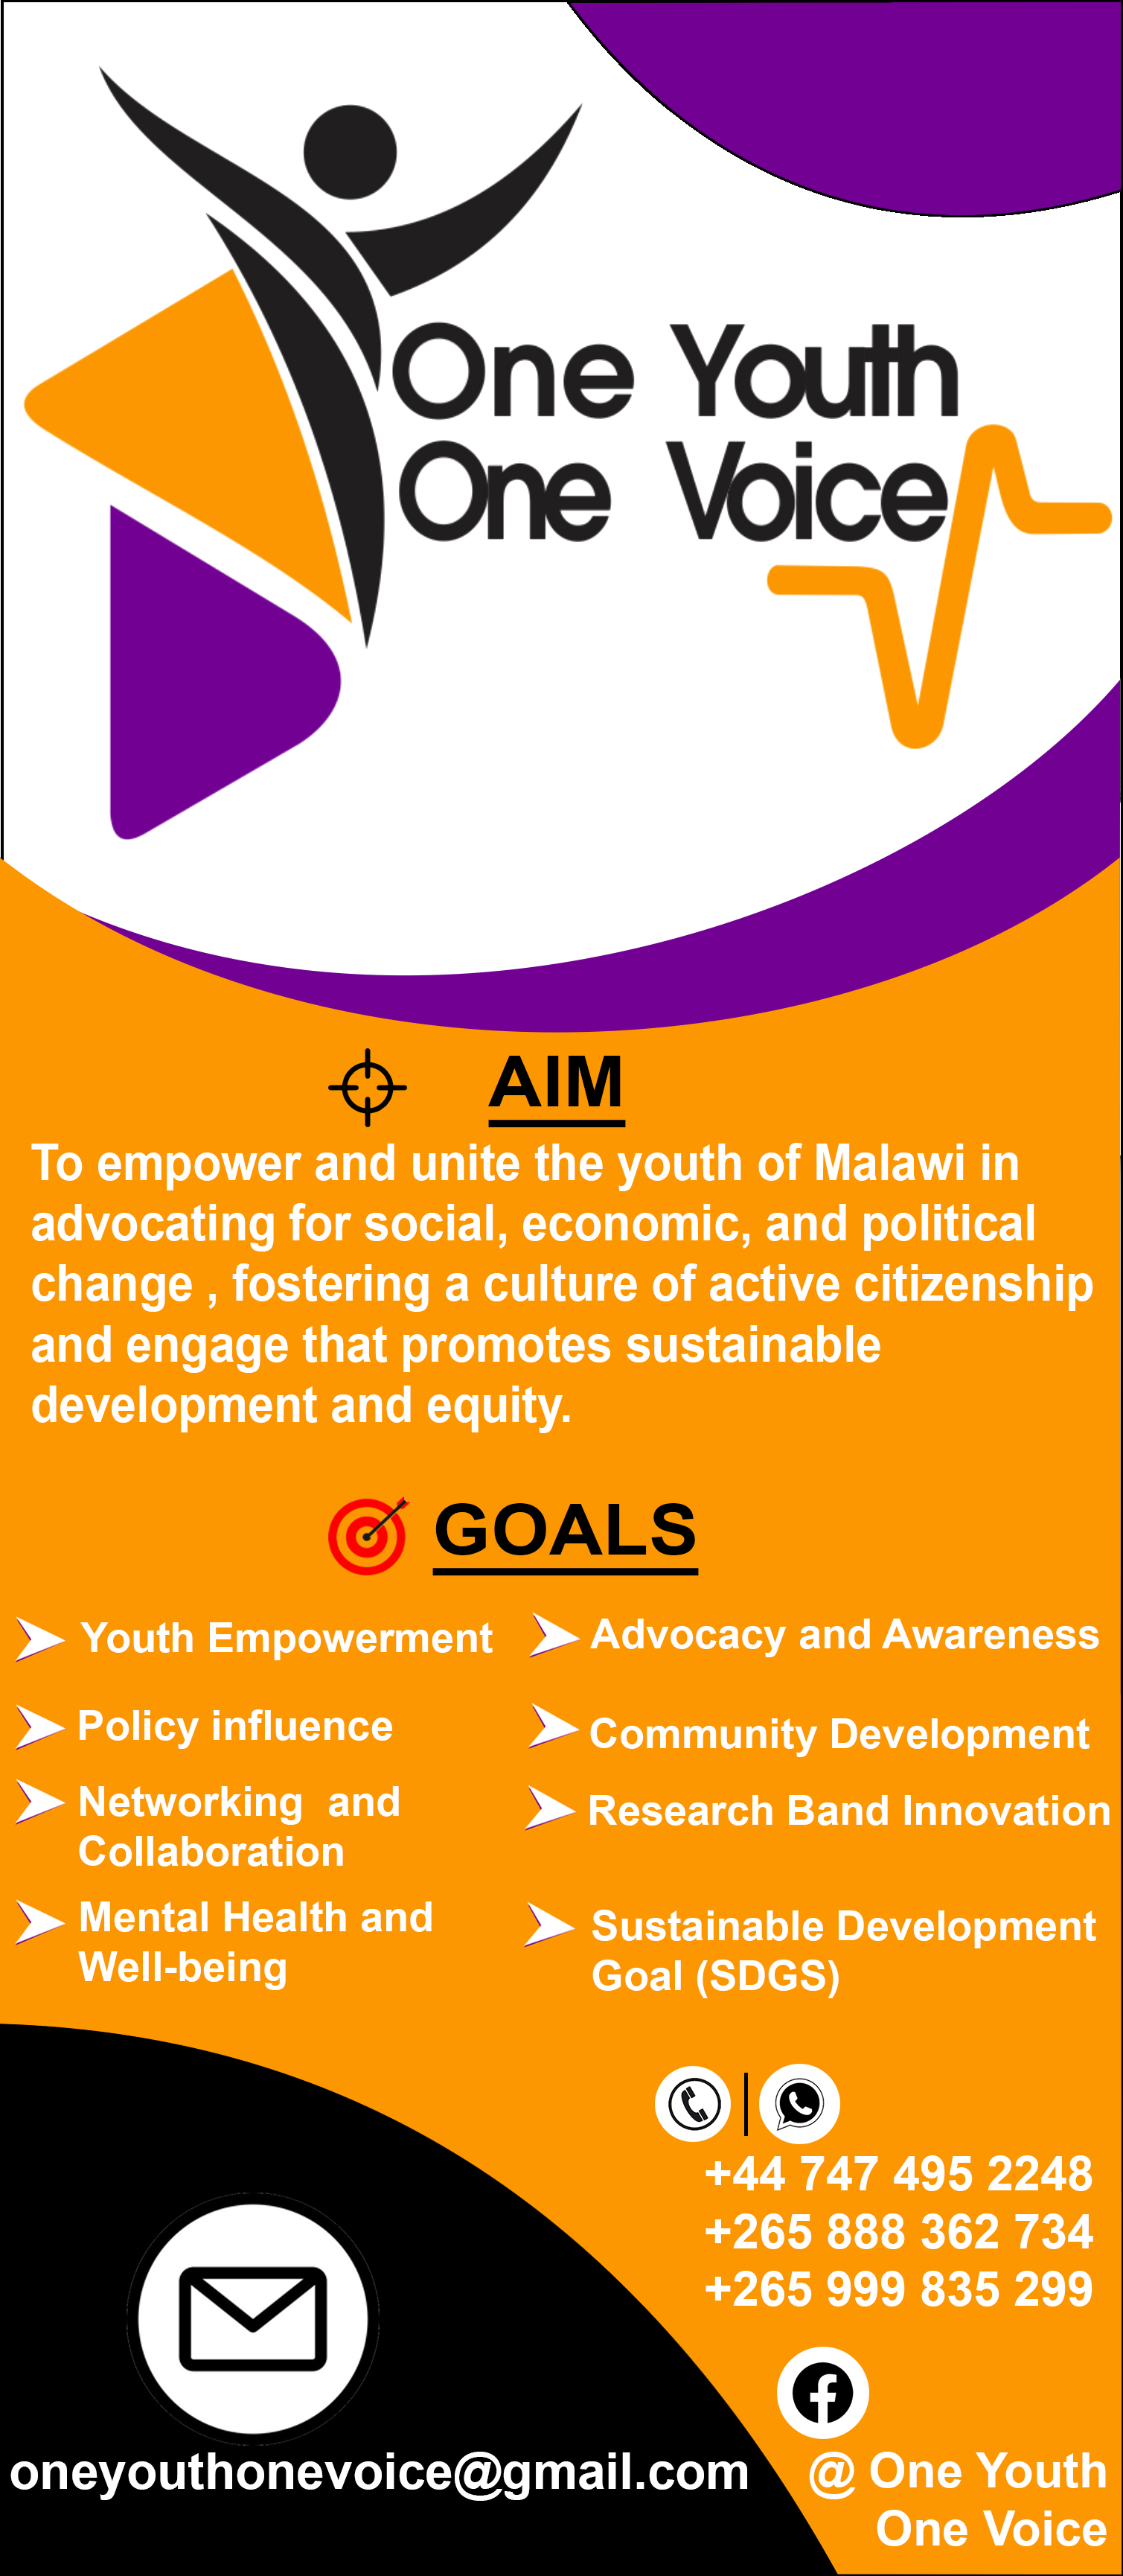 One Youth
One Voice
AIM
To empower and unite the youth of Malawi in
advocating for social, economic, and political
change , fostering a culture of active citizenship
and engage that promotes sustainable
development and equity.
GOALS
Youth Empowerment
Policy influence
Networking and
Collaboration
Mental Health and
Well-being
Advocacy and Awareness
Community Development
Research Band Innovation
Sustainable Development
Goal (SDGS)
+44 747 495 2248
+265 888 362 734
+265 999 835 299
oneyouthonevoice@gmail.com
@ One Youth
One Voice